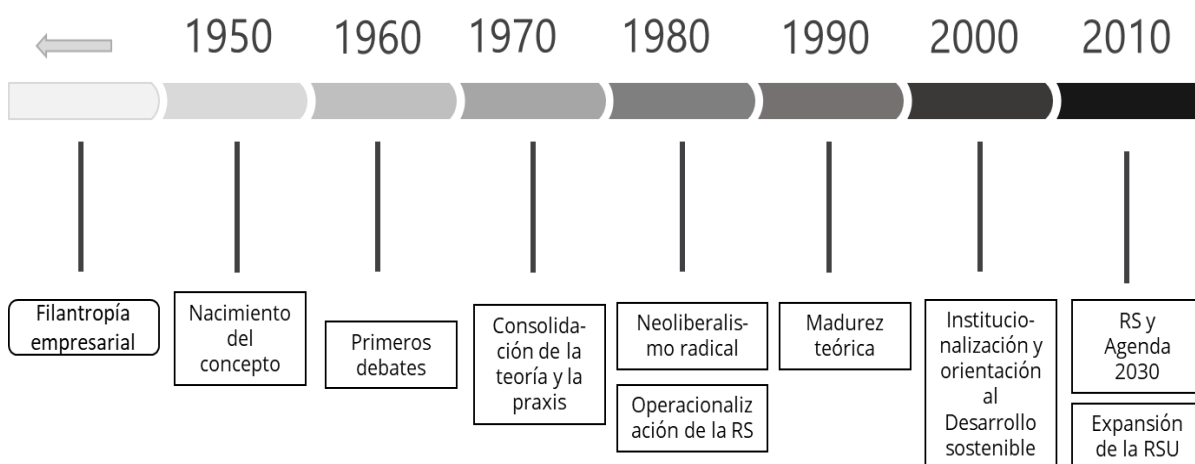 1950
1960
1970
1980
1990
2000
2010
Filantropía
empresarial
Nacimiento
del
concepto
Primeros
debates
Consolida-
ción de la
teoría y la
praxis
Neoliberalis-
mo radical
Operacionaliz
ación de la RS
Madurez
teórica
Institucio-
nalización y
orientación
al
Desarrollo
sostenible
RS y
Agenda
2030
Expansión
de la RSU